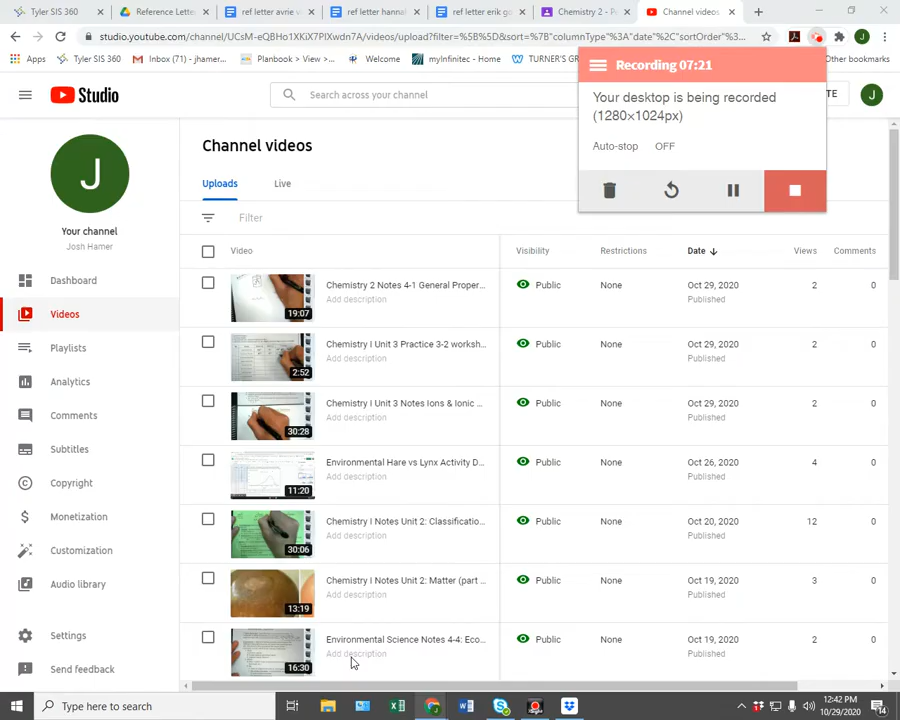 Tyler SIS 360
Reference Lette
ref letter avrie v
ref letter hannal
ref letter erik go
Chemistry 2 - P
Channel videos
studio.youtube.com/channel/UCsM-eQBHo1XKiX7PIXwdn7A/videos/upload?filter=%5B%5D&sort=%7B"columnType"%3A"date"%2C"sortOrder"%...
Apps
Tyler SIS 360
Inbox (71) - jhamer...
Planbook > View >...
Welcome
myInfinitec - Home
TURNER'S GR
Other bookmarks
Recording 07:21
Your desktop is being recorded
(1280×1024px)
Auto-stop OFF
Studio
Search across your channel
TE
J
J
Your channel
Josh Hamer
Dashboard
Videos
Playlists
Analytics
Comments
Subtitles
Copyright
Monetization
Customization
Audio library
Settings
Send feedback
Channel videos
Uploads Live
Filter
Video Visibility Restrictions Date Views Comments
Chemistry 2 Notes 4-1 General Proper... Public None Oct 29, 2020 2 0
19:07 Add description Published
Chemistry I Unit 3 Practice 3-2 worksh... Public None Oct 29, 2020 2 0
2:52 Add description Published
Chemistry I Unit 3 Notes Ions & Ionic ... Public None Oct 29, 2020 2 0
30:28 Add description Published
Environmental Hare vs Lynx Activity D... Public None Oct 26, 2020 4 0
11:20 Add description Published
Chemistry I Notes Unit 2: Classificatio... Public None Oct 20, 2020 12 0
30:06 Add description Published
Chemistry I Notes Unit 2: Matter (part ... Public None Oct 19, 2020 3 0
13:19 Add description Published
Environmental Science Notes 4-4: Eco... Public None Oct 19, 2020 2 0
16:30 Add description Published
Type here to search
12:42 PM
10/29/2020
14